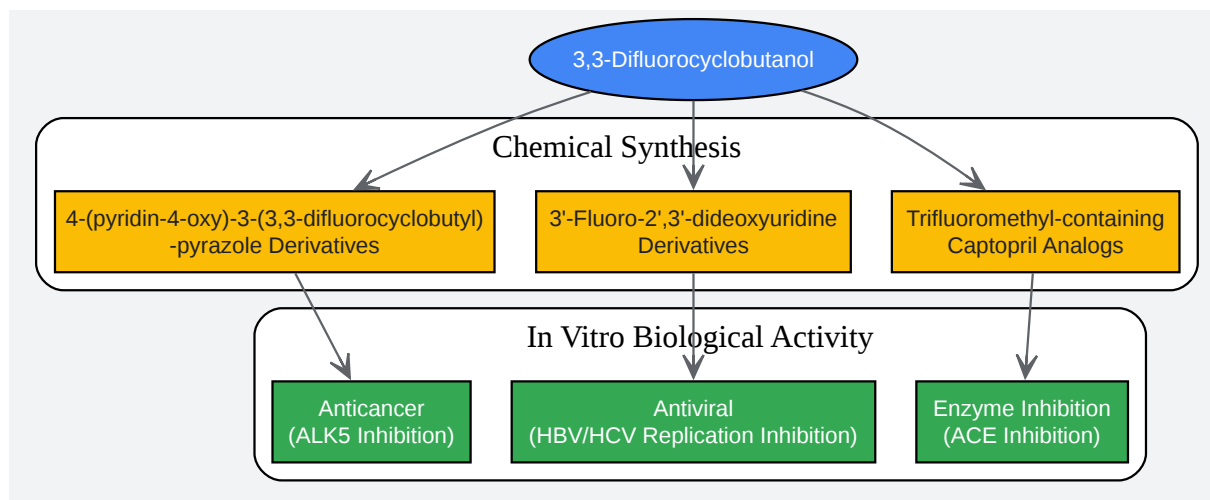 3,3-Difluorocyclobutanol
Chemical Synthesis
4-(pyridin-4-oxy)-3-(3,3-difluorocyclobutyl)
-pyrazole Derivatives
3'-Fluoro-2',3'-dideoxyuridine
Derivatives
Trifluoromethyl-containing
Captopril Analogs
In Vitro Biological Activity
Anticancer
(ALK5 Inhibition)
Antiviral
(HBV/HCV Replication Inhibition)
Enzyme Inhibition
(ACE Inhibition)